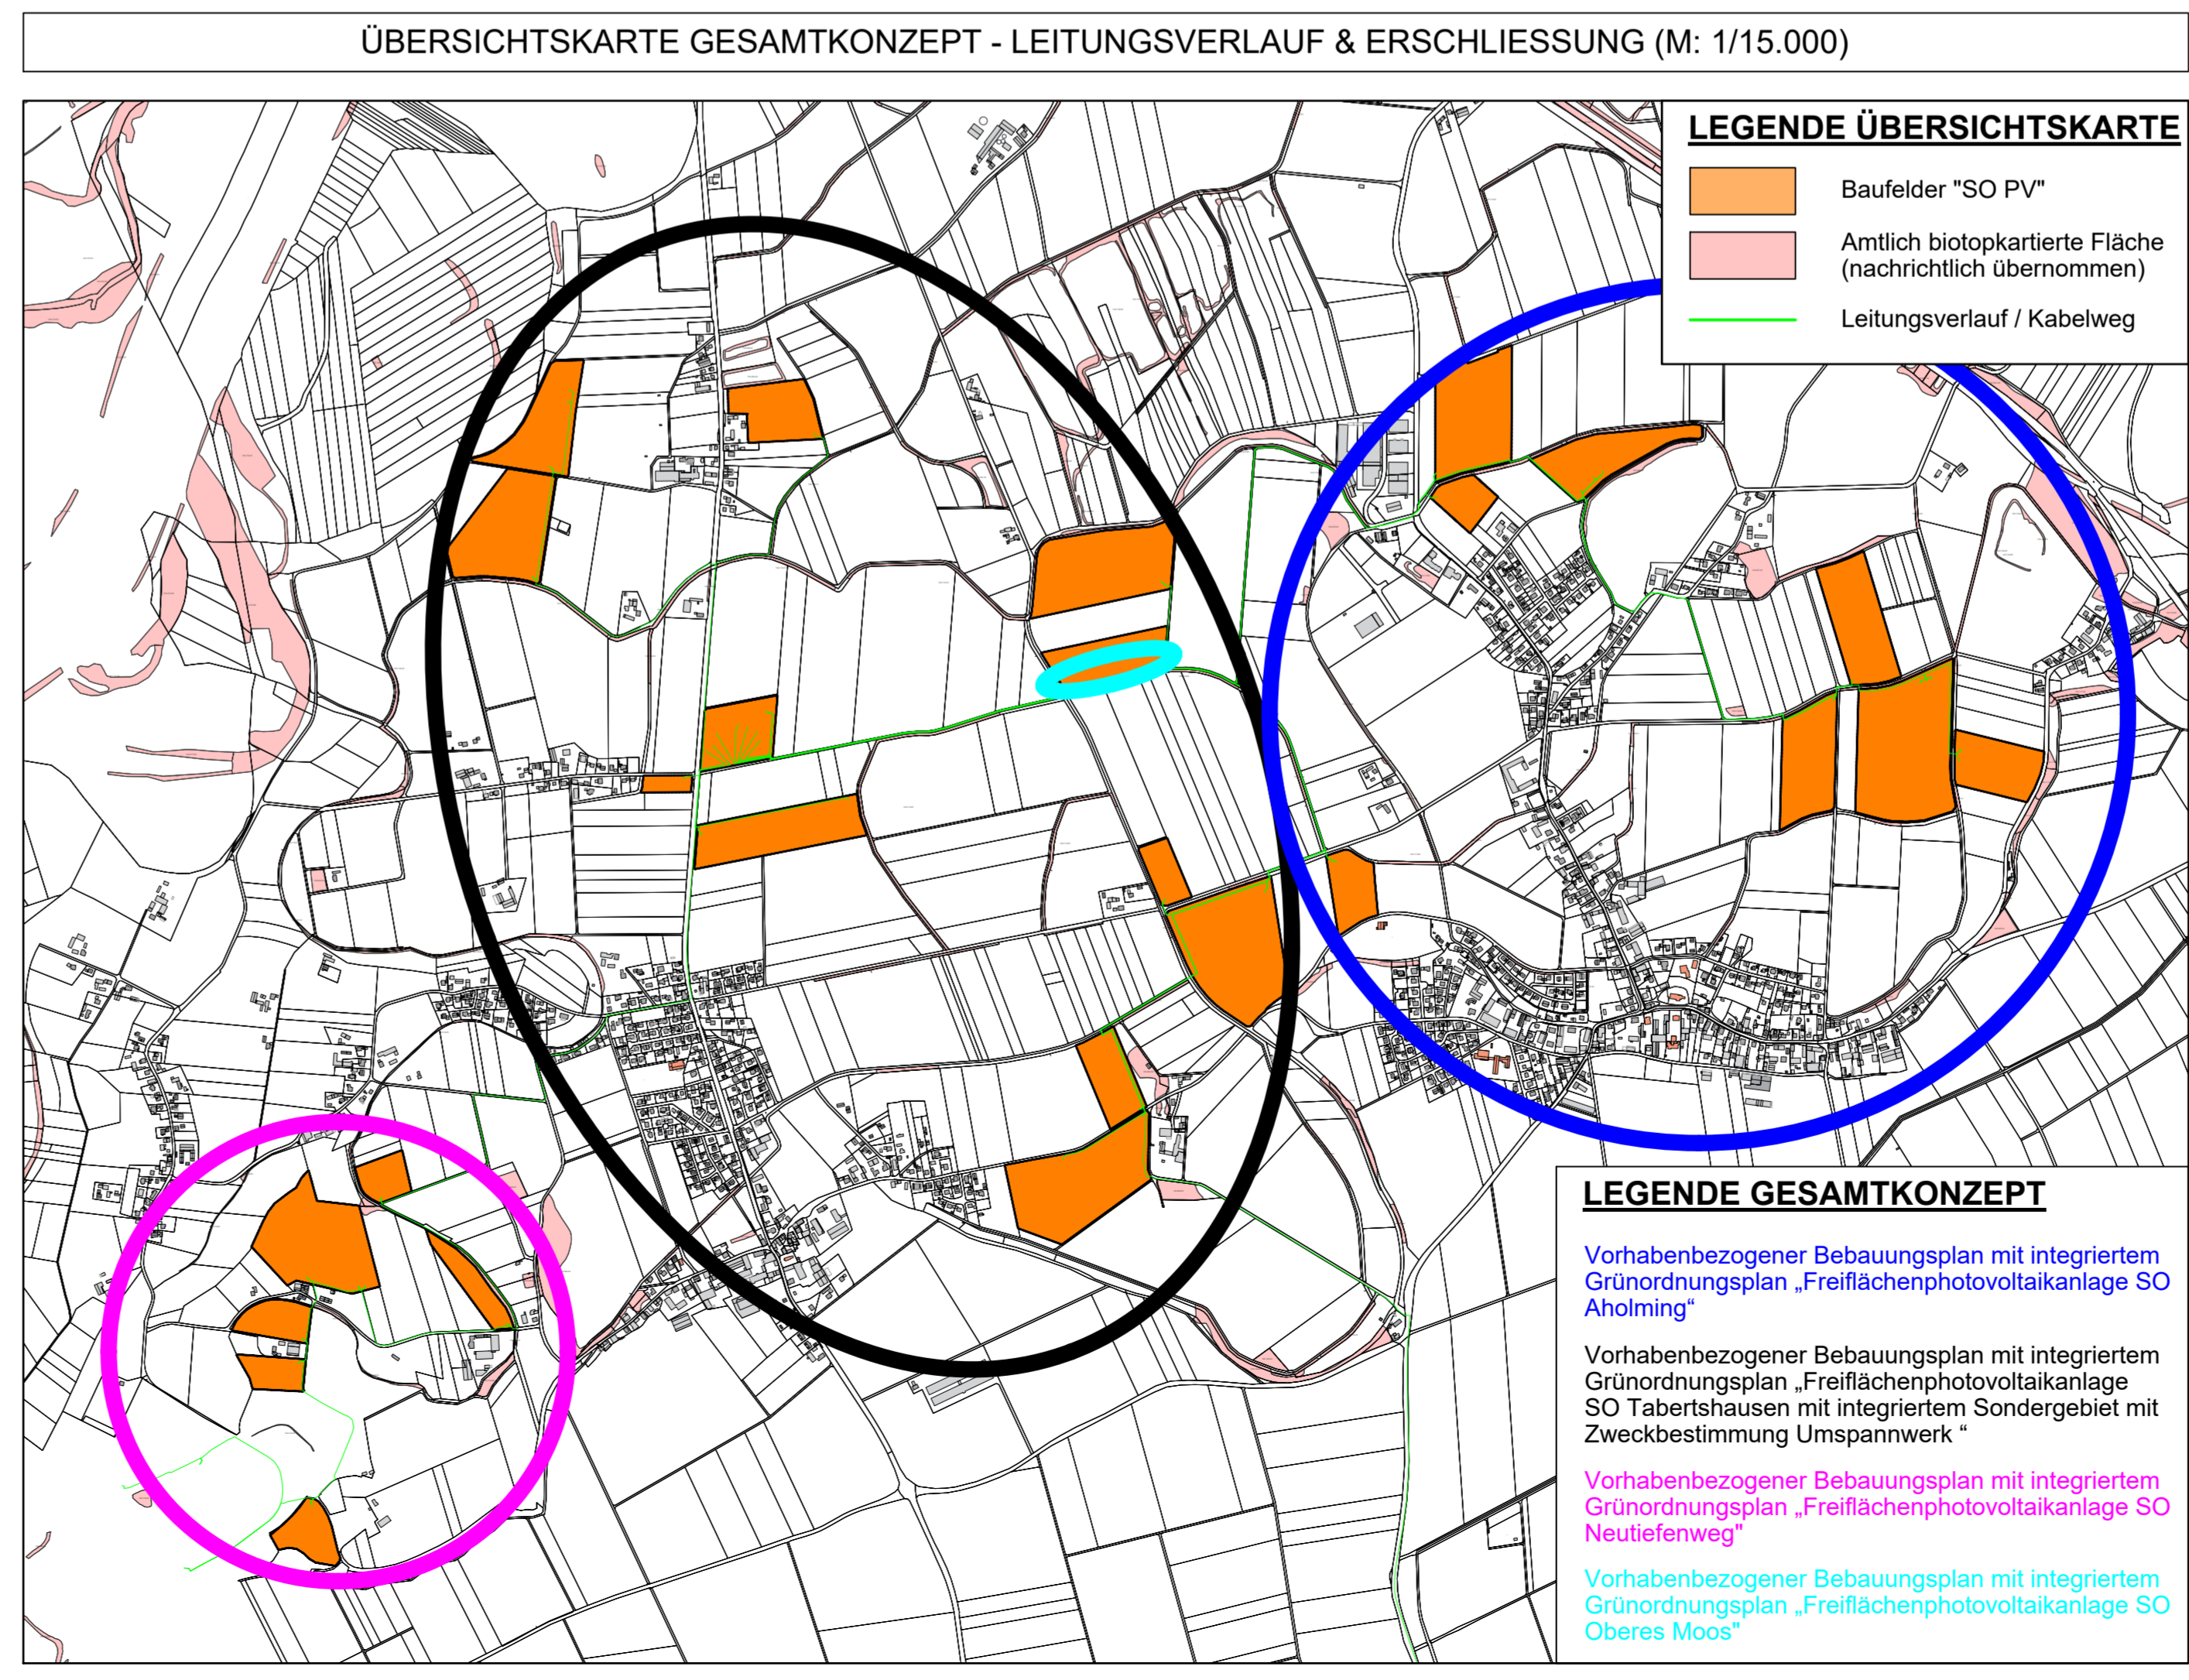 ÜBERSICHTSKARTE GESAMTKONZEPT - LEITUNGSVERLAUF & ERSCHLIESSUNG (M: 1/15.000)
LEGENDE ÜBERSICHTSKARTE
Baufelder "SO PV"
Amtlich biotopkartierte Fläche
(nachrichtlich übernommen)
Leitungsverlauf / Kabelweg
LEGENDE GESAMTKONZEPT
Vorhabenbezogener Bebauungsplan mit integriertem
Grünordnungsplan „Freiflächenphotovoltaikanlage SO
Aholming“
Vorhabenbezogener Bebauungsplan mit integriertem
Grünordnungsplan „Freiflächenphotovoltaikanlage
SO Tabertshausen mit integriertem Sondergebiet mit
Zweckbestimmung Umspannwerk “
Vorhabenbezogener Bebauungsplan mit integriertem
Grünordnungsplan „Freiflächenphotovoltaikanlage SO
Neutiefenweg"
Vorhabenbezogener Bebauungsplan mit integriertem
Grünordnungsplan „Freiflächenphotovoltaikanlage SO
Oberes Moos"